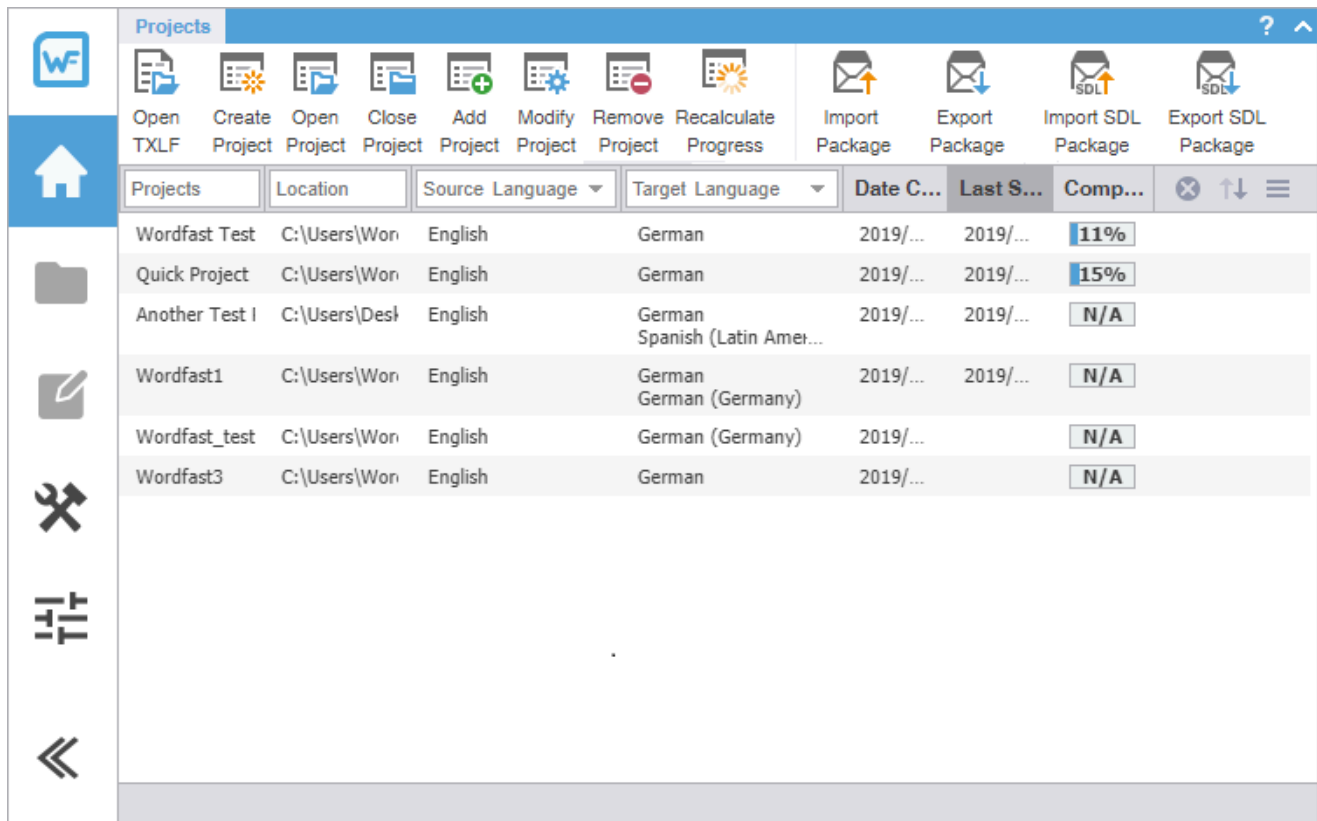 Projects
?
WF
Open TXLF
Create Project
Open Project
Close Project
Add Project
Modify Project
Remove Project
Recalculate Progress
Import Package
Export Package
SDL
Import SDL Package
SDL
Export SDL Package
Projects Location Source Language Target Language Date C... Last S... Comp...
Wordfast Test C:\Users\Wor English German 2019/... 2019/... 11%
Quick Project C:\Users\Wor English German 2019/... 2019/... 15%
Another Test C:\Users\Desk English German 2019/... 2019/... N/A
Spanish (Latin Amer...
Wordfast1 C:\Users\Wor English German 2019/... 2019/... N/A
German (Germany)
Wordfast_test C:\Users\Wor English German (Germany) 2019/... N/A
Wordfast3 C:\Users\Wor English German 2019/... N/A